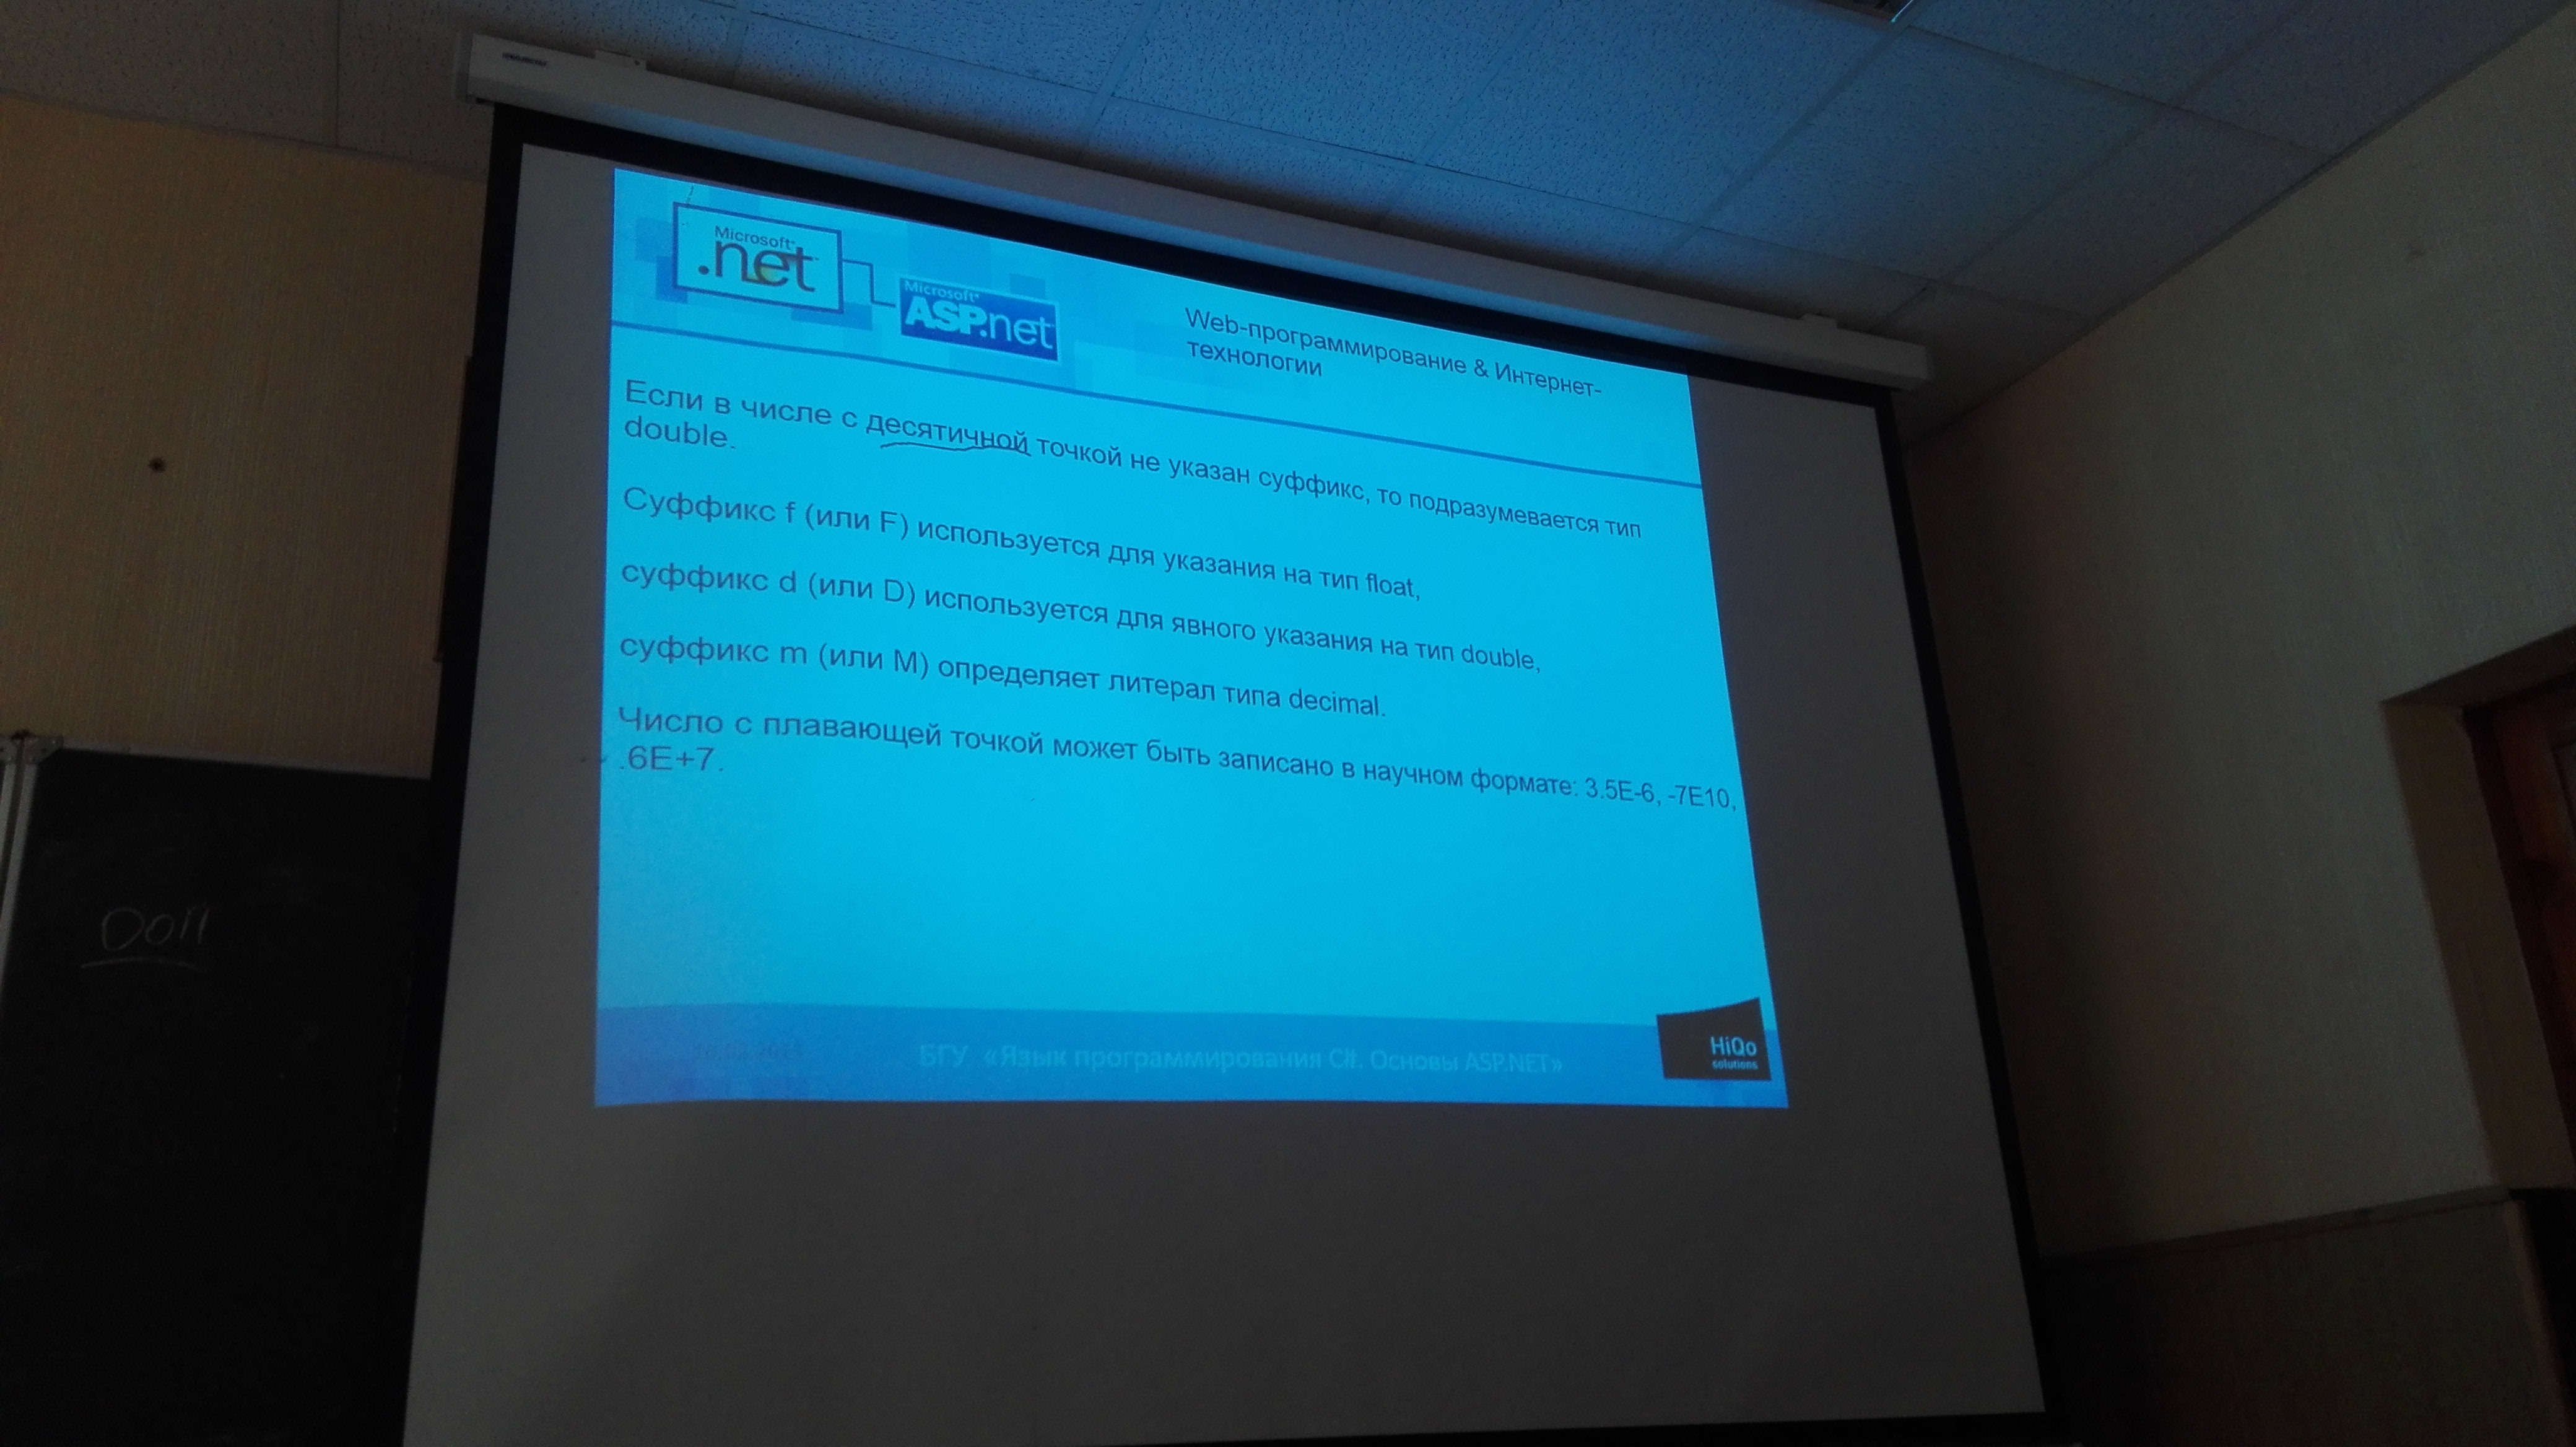 Microsoft
.net
Microsoft
ASP.net
Web-программирование & Интернет-
технологии
Если в числе с десятичной точкой не указан суффикс, то подразумевается тип
double.
Суффикс f (или F) используется для указания на тип float,
суффикс d (или D) используется для явного указания на тип double,
суффикс m (или M) определяет литерал типа decimal.
Число с плавающей точкой может быть записано в научном формате: 3.5E-6, -7E10,
.6E+7.
ООП
БГУ «Язык программирования C#. Основы ASP.NET»
HiQo
solutions